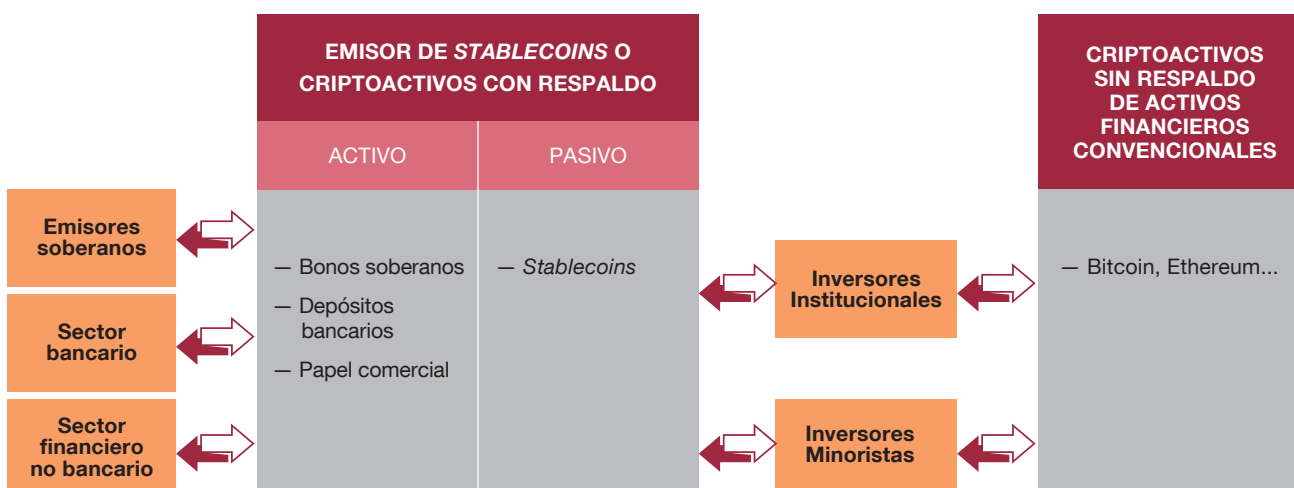 EMISOR DE STABLECOINS O
CRIPTOACTIVOS CON RESPALDO
ACTIVO
PASIVO
CRIPTOACTIVOS
SIN RESPALDO
DE ACTIVOS
FINANCIEROS
CONVENCIONALES
Emisores
soberanos
Sector
bancario
Sector
financiero
no bancario
— Bonos soberanos
— Depósitos
bancarios
— Papel comercial
— Stablecoins
Inversores
Institucionales
Inversores
Minoristas
— Bitcoin, Ethereum...